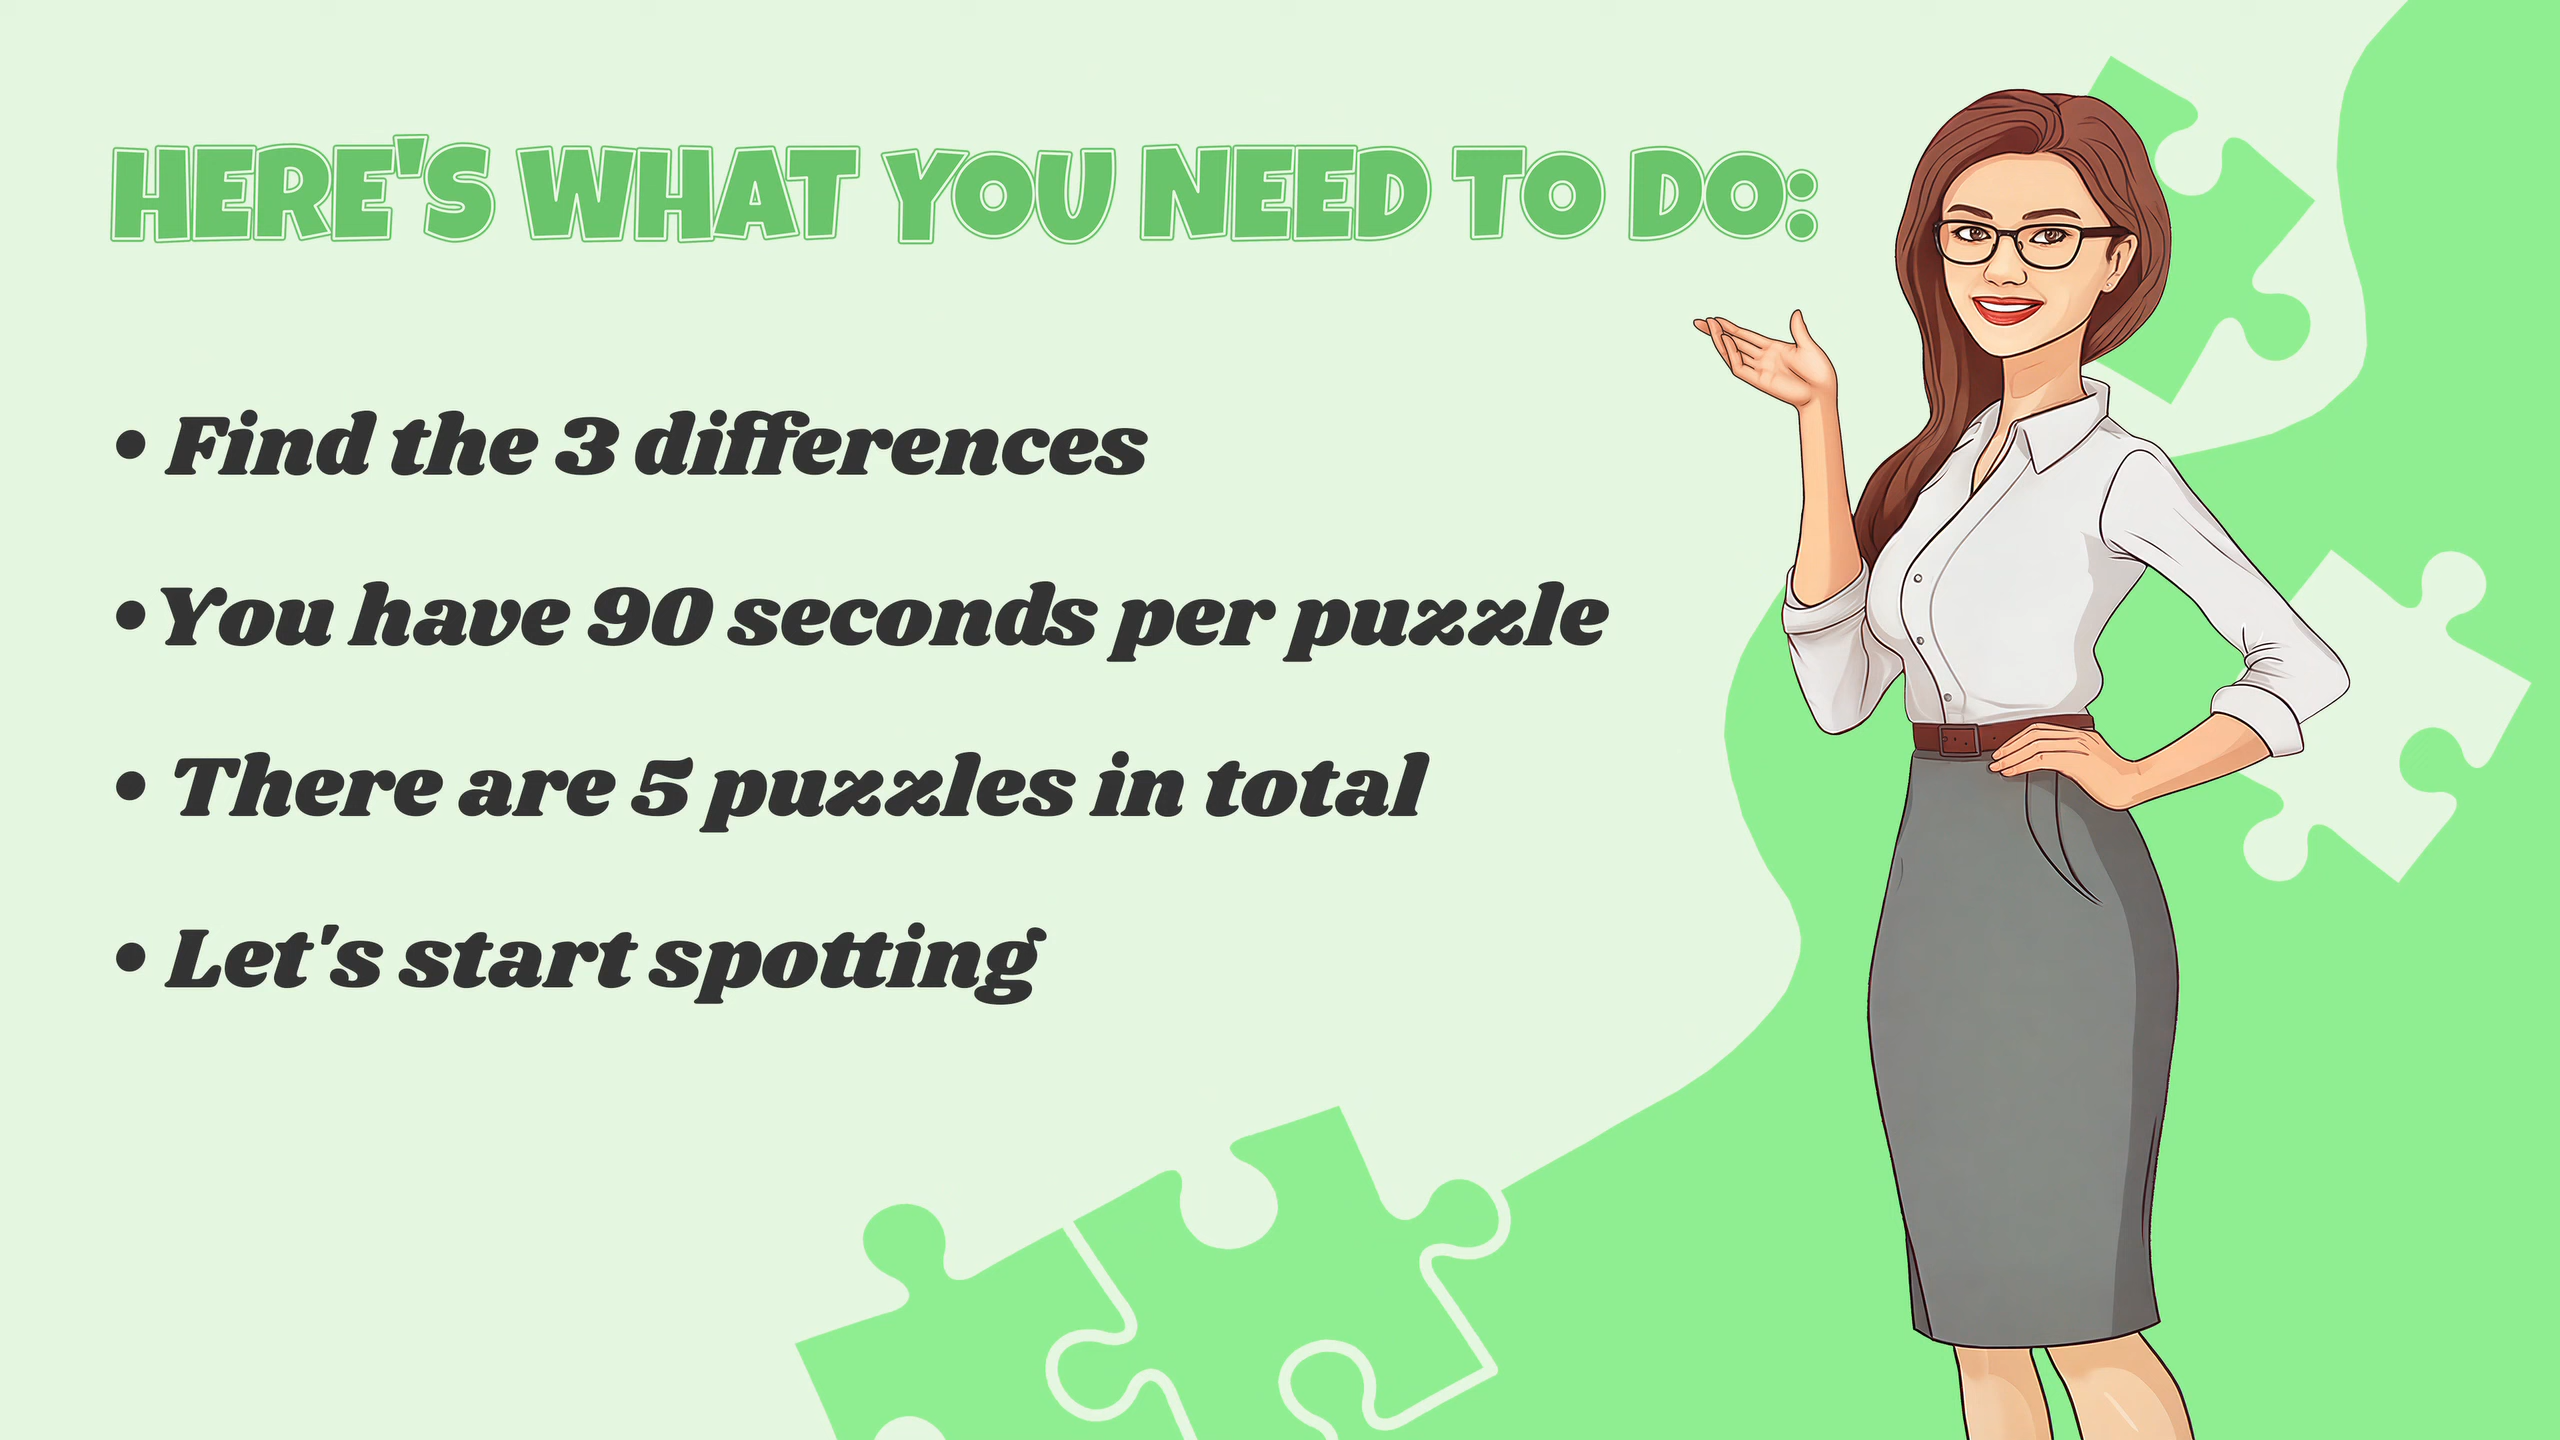 HERE'S WHAT YOU NEED TO DO:
• Find the 3 differences
• You have 90 seconds per puzzle
• There are 5 puzzles in total
• Let's start spotting